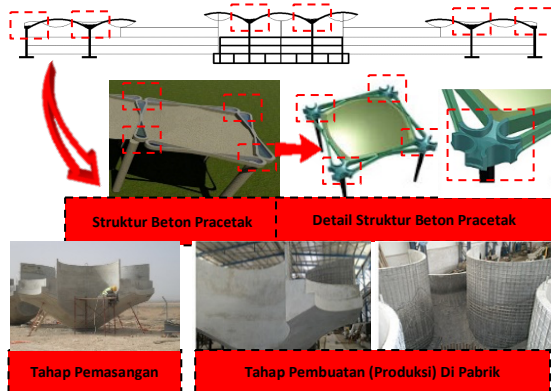 Struktur Beton Pracetak
Detail Struktur Beton Pracetak
Tahap Pemasangan
Tahap Pembuatan (Produksi) Di Pabrik